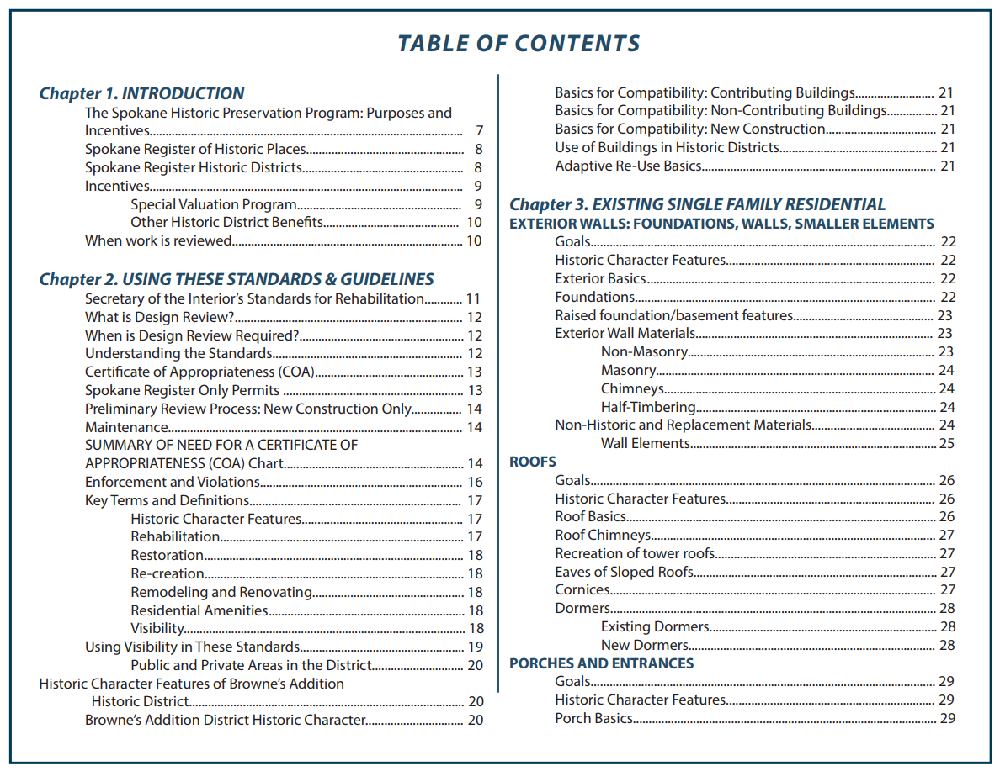 TABLE OF CONTENTS
Chapter 1. INTRODUCTION
The Spokane Historic Preservation Program: Purposes and
Incentives.................................................. 7
Spokane Register of Historic Places.................................................. 8
Spokane Register Historic Districts.................................................. 8
Incentives.................................................. 9
Special Valuation Program.................................................. 9
Other Historic District Benefits.................................................. 10
When work is reviewed.................................................. 10
Chapter 2. USING THESE STANDARDS & GUIDELINES
Secretary of the Interior’s Standards for Rehabilitation............ 11
What is Design Review?.................................................. 12
When is Design Review Required?.................................................. 12
Understanding the Standards.................................................. 12
Certificate of Appropriateness (COA).................................................. 13
Spokane Register Only Permits .................................................. 13
Preliminary Review Process: New Construction Only................ 14
Maintenance.................................................. 14
SUMMARY OF NEED FOR A CERTIFICATE OF
APPROPRIATENESS (COA) Chart.................................................. 14
Enforcement and Violations.................................................. 16
Key Terms and Definitions.................................................. 17
Historic Character Features.................................................. 17
Rehabilitation.................................................. 17
Restoration.................................................. 18
Re-creation.................................................. 18
Remodeling and Renovating.................................................. 18
Residential Amenities.................................................. 18
Visibility.................................................. 18
Using Visibility in These Standards.................................................. 19
Public and Private Areas in the District............................. 20
Historic Character Features of Browne’s Addition
Historic District.................................................. 20
Browne’s Addition District Historic Character............................... 20
Basics for Compatibility: Contributing Buildings......................... 21
Basics for Compatibility: Non-Contributing Buildings................ 21
Basics for Compatibility: New Construction................................... 21
Use of Buildings in Historic Districts.................................................. 21
Adaptive Re-Use Basics.................................................. 21
Chapter 3. EXISTING SINGLE FAMILY RESIDENTIAL
EXTERIOR WALLS: FOUNDATIONS, WALLS, SMALLER ELEMENTS
Goals.................................................. 22
Historic Character Features.................................................. 22
Exterior Basics.................................................. 22
Foundations.................................................. 22
Raised foundation/basement features............................................ 23
Exterior Wall Materials.................................................. 23
Non-Masonry.................................................. 23
Masonry.................................................. 24
Chimneys.................................................. 24
Half-Timbering.................................................. 24
Non-Historic and Replacement Materials....................................... 24
Wall Elements.................................................. 25
ROOFS
Goals.................................................. 26
Historic Character Features.................................................. 26
Roof Basics.................................................. 26
Roof Chimneys.................................................. 27
Recreation of tower roofs.................................................. 27
Eaves of Sloped Roofs.................................................. 27
Cornices.................................................. 27
Dormers.................................................. 28
Existing Dormers.................................................. 28
New Dormers.................................................. 28
PORCHES AND ENTRANCES
Goals.................................................. 29
Historic Character Features.................................................. 29
Porch Basics.................................................. 29